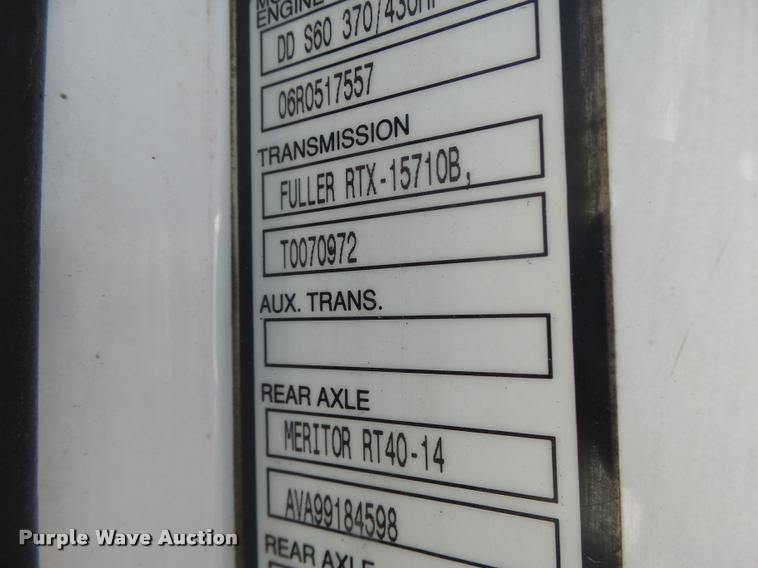 ENGINE
DD S60 370/430HP
06R0517557
TRANSMISSION
FULLER RTX-15710B,
T0070972
AUX. TRANS.
REAR AXLE
MERITOR RT40-14
AVA99184598
REAR AXLE
Purple Wave Auction